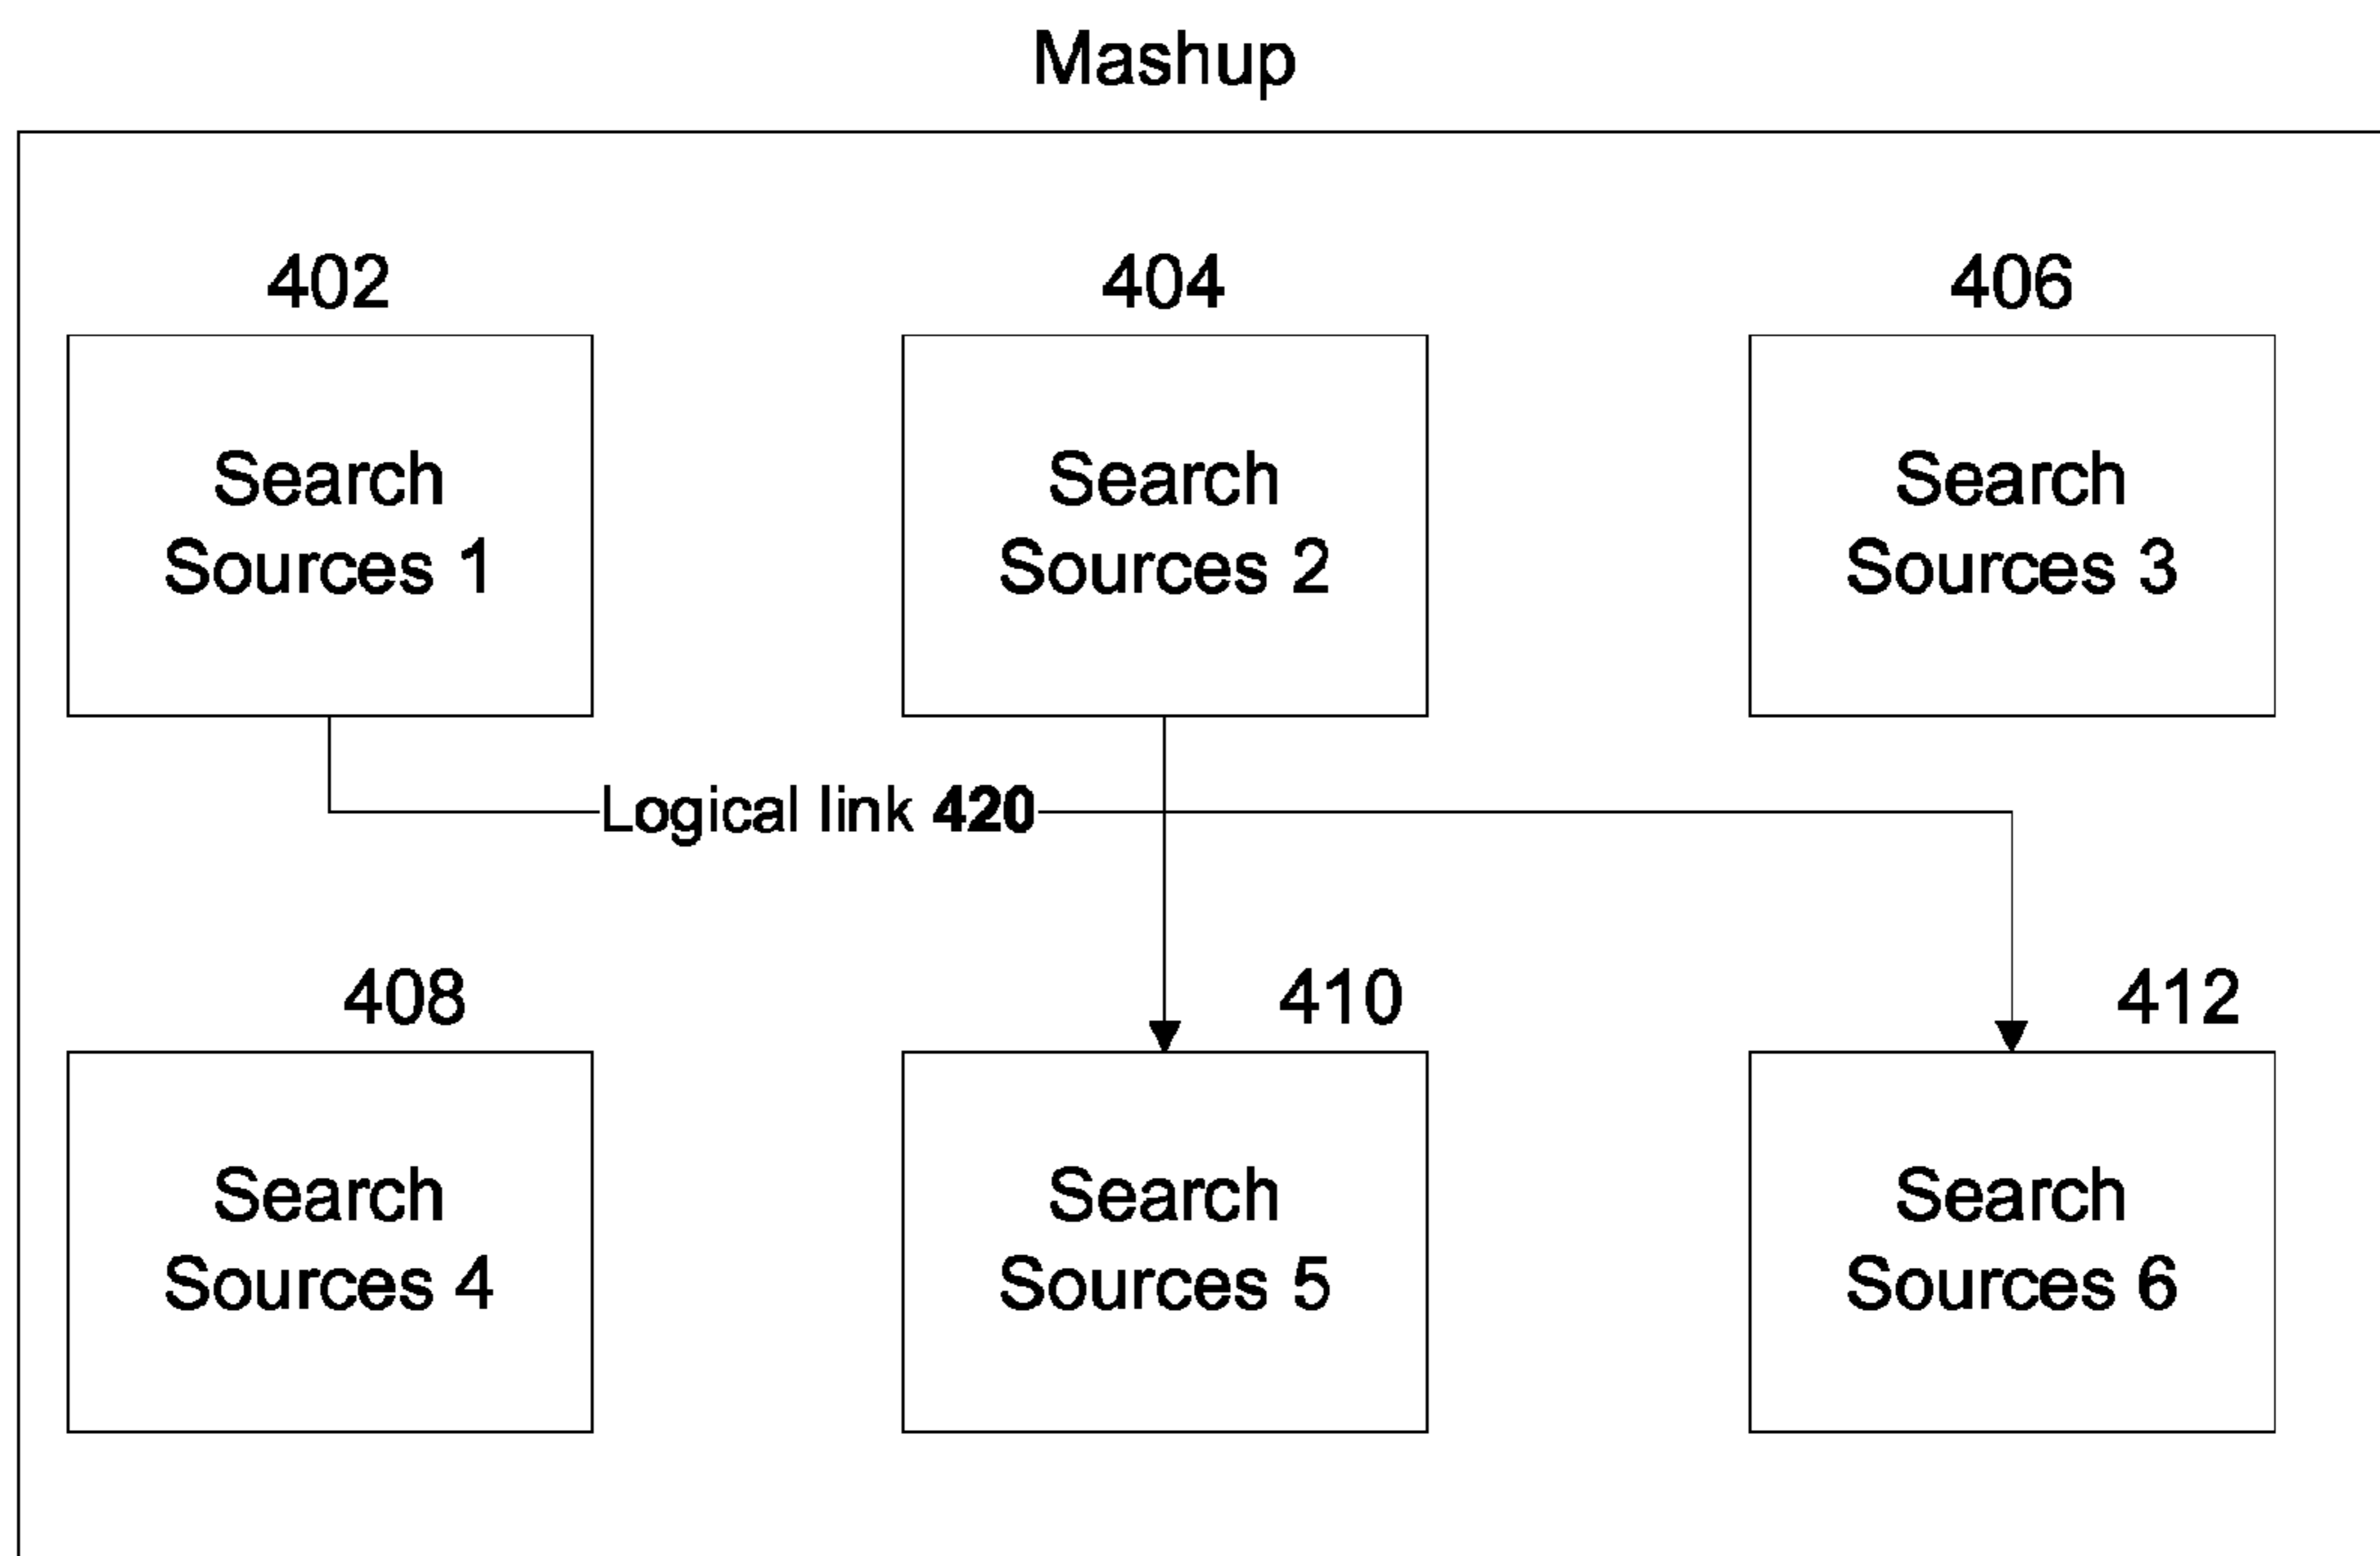 Mashup
402
404
406
Search
Sources 1
Search
Sources 2
Search
Sources 3
Logical link 420
408
410
412
Search
Sources 4
Search
Sources 5
Search
Sources 6